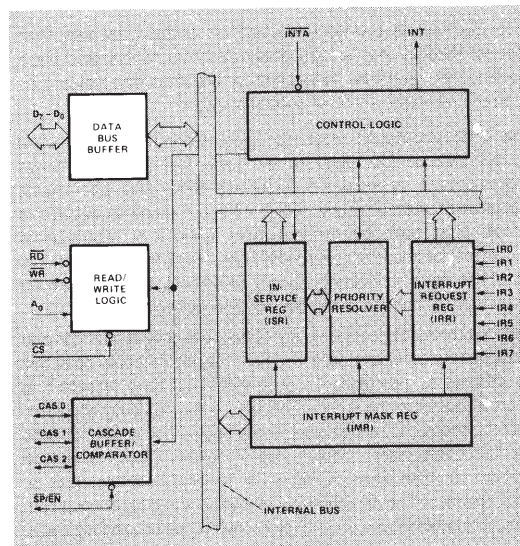 INTA
INT
D7 – D0
DATA
BUS
BUFFER
CONTROL LOGIC
RD
WR
A0
CS
READ/
WRITE
LOGIC
IN-
SERVICE
REG
(ISR)
PRIORITY
RESOLVER
INTERRUPT
REQUEST
REG
(IRR)
IR0
IR1
IR2
IR3
IR4
IR5
IR6
IR7
CAS 0
CAS 1
CAS 2
CASCADE
BUFFER/
COMPARATOR
INTERRUPT MASK REG
(IMR)
SP/EN
INTERNAL BUS